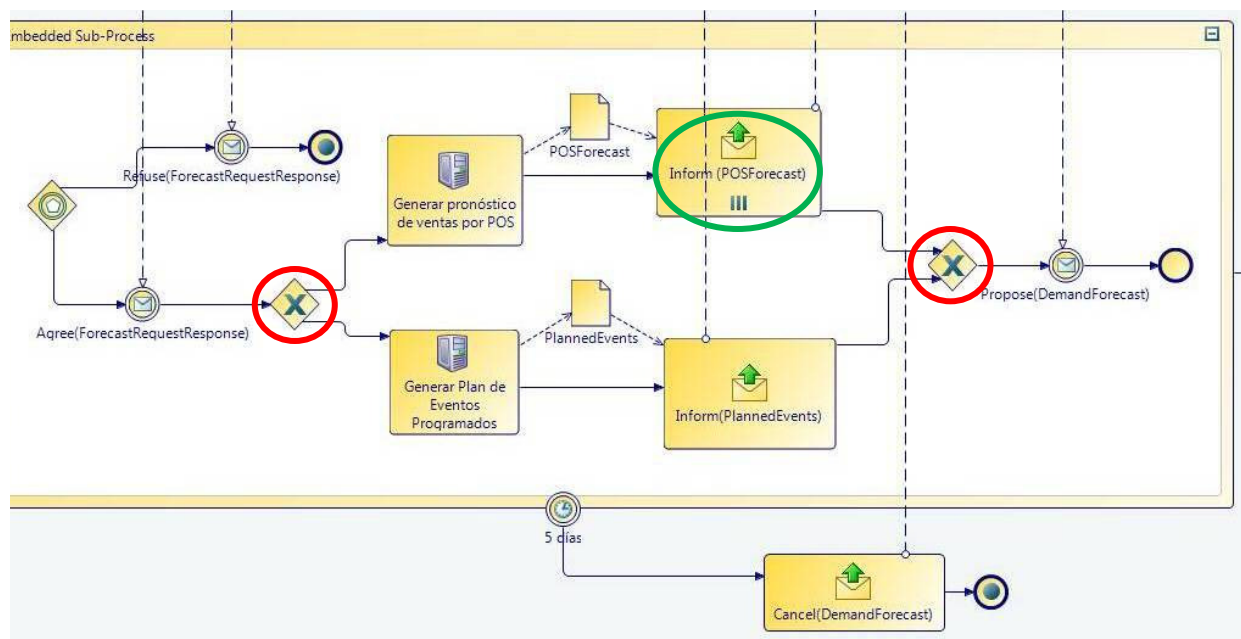 mbedded Sub-Process
POSForecast
Inform (POSForecast)
Refuse(ForecastRequestResponse)
Generar pronóstico
de ventas por POS
X
X
Propose(DemandForecast)
Agree(ForecastRequestResponse)
PlannedEvents
Generar Plan de
Eventos
Programados
Inform(PlannedEvents)
5 días
Cancel(DemandForecast)